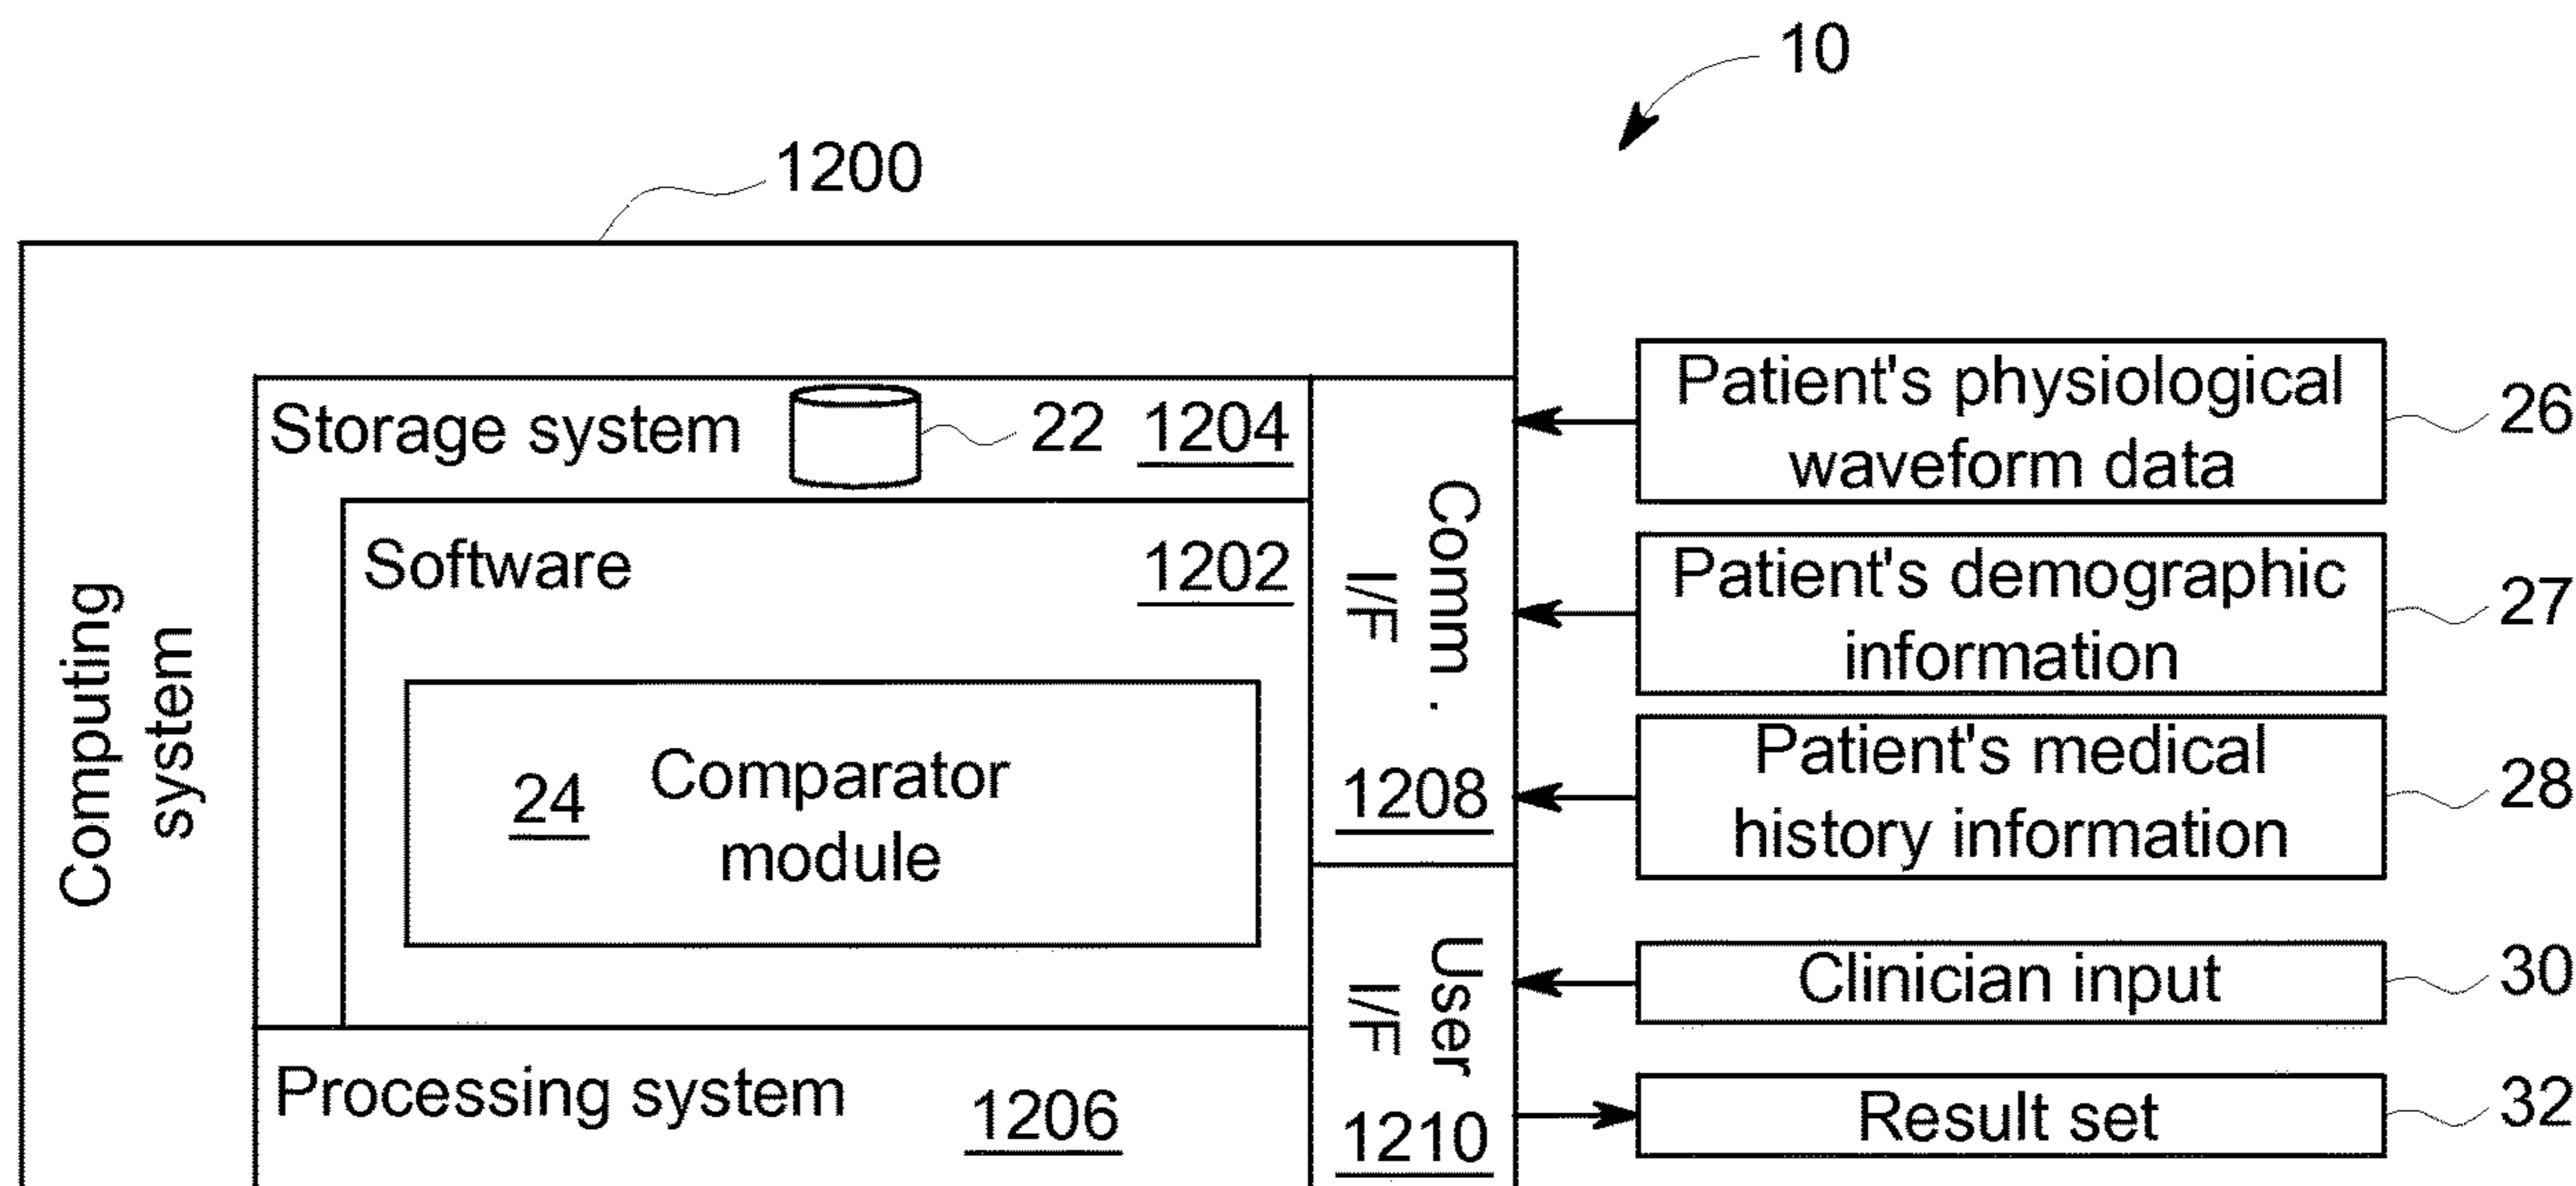 10
1200
Computing
system
Storage system
22
1204
Software
1202
24
Comparator
module
Processing system
1206
Comm.
I/F
1208
User
I/F
1210
Patient's physiological
waveform data
26
Patient's demographic
information
27
Patient's medical
history information
28
Clinician input
30
Result set
32